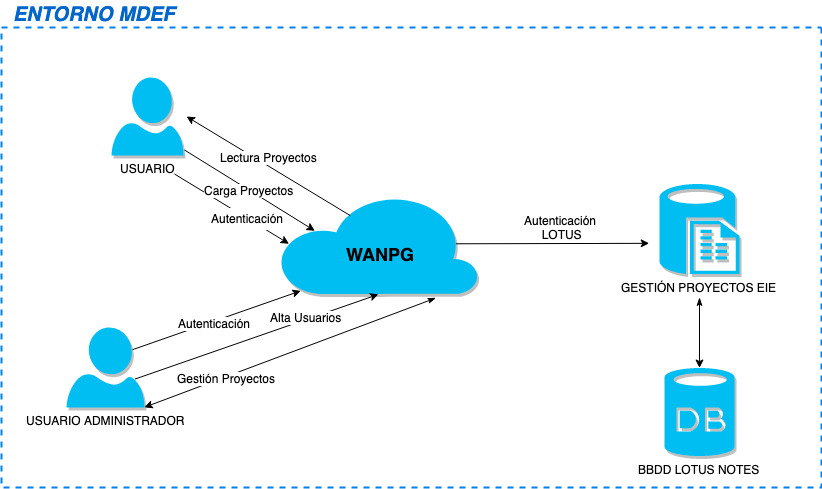 ENTORNO MDEF
USUARIO
Lectura Proyectos
Carga Proyectos
Autenticación
WANPG
Autenticación
LOTUS
GESTIÓN PROYECTOS EIE
Autenticación
Alta Usuarios
Gestión Proyectos
USUARIO ADMINISTRADOR
DB
BBDD LOTUS NOTES